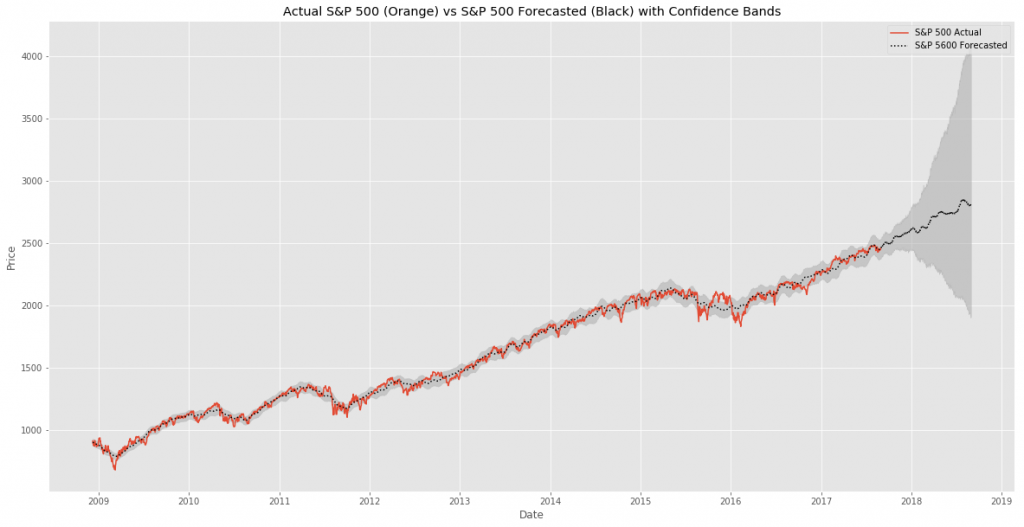 Actual S&P 500 (Orange) vs S&P 500 Forecasted (Black) with Confidence Bands
S&P 500 Actual
S&P 5600 Forecasted
4000
3500
3000
2500
2000
1500
1000
Price
2009 2010 2011 2012 2013 2014 2015 2016 2017 2018 2019
Date